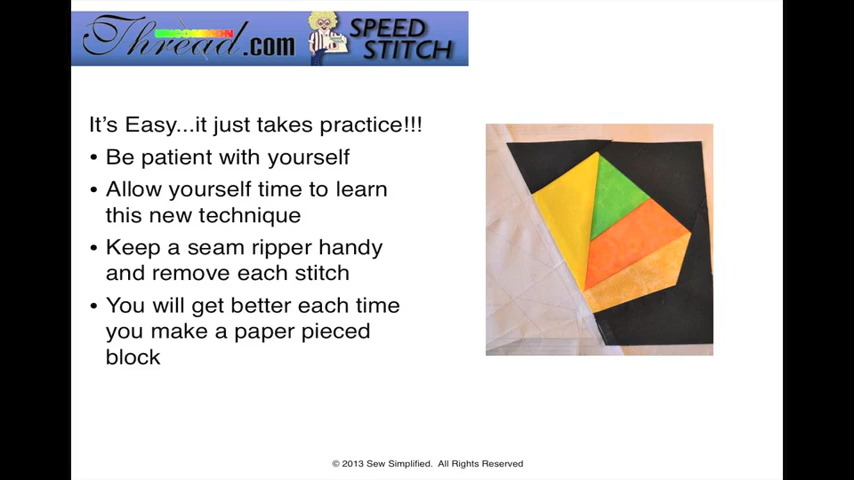 Thread.com
SPEED
STITCH
It's Easy...it just takes practice!!!
• Be patient with yourself
• Allow yourself time to learn
this new technique
• Keep a seam ripper handy
and remove each stitch
• You will get better each time
you make a paper pieced
block
© 2013 Sew Simplified. All Rights Reserved